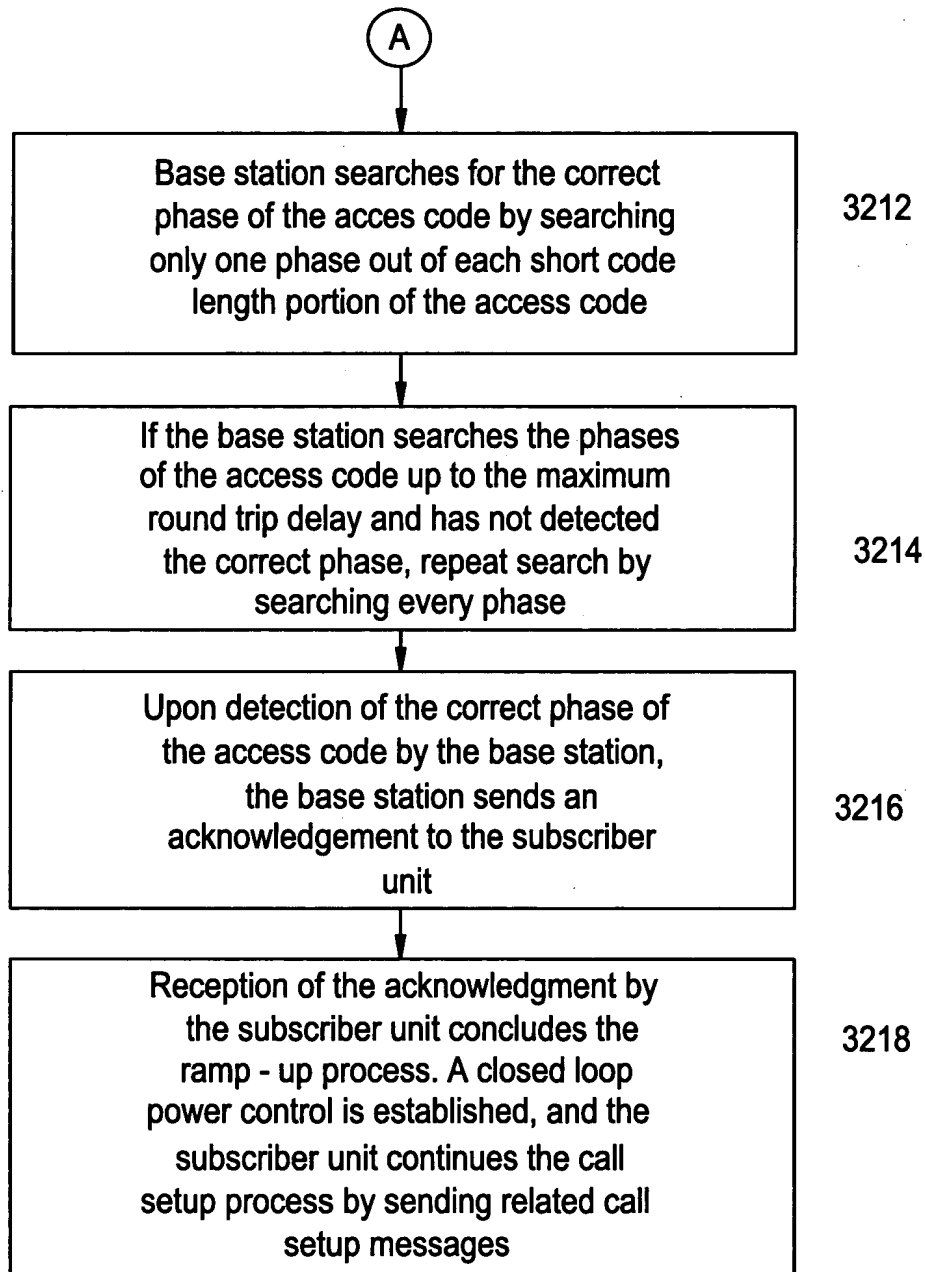 A
Base station searches for the correct
phase of the acces code by searching
only one phase out of each short code
length portion of the access code
3212
If the base station searches the phases
of the access code up to the maximum
round trip delay and has not detected
the correct phase, repeat search by
searching every phase
3214
Upon detection of the correct phase of
the access code by the base station,
the base station sends an
acknowledgement to the subscriber
unit
3216
Reception of the acknowledgment by
the subscriber unit concludes the
ramp - up process. A closed loop
power control is established, and the
subscriber unit continues the call
setup process by sending related call
setup messages
3218